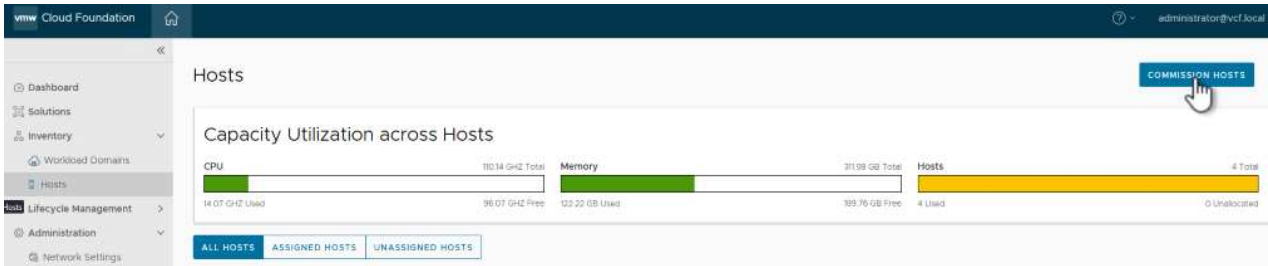 vmw Cloud Foundation
administrator@vcf.local
Dashboard
Solutions
Inventory
Workload Domains
Hosts
Hosts
Lifecycle Management
Administration
Network Settings
Hosts
COMMISSION HOSTS
Capacity Utilization across Hosts
CPU 110.14 GHZ Total
14.07 GHZ Used 96.07 GHZ Free
Memory 311.98 GB Total
122.22 GB Used 189.76 GB Free
Hosts 4 Total
4 Used 0 Unallocated
ALL HOSTS ASSIGNED HOSTS UNASSIGNED HOSTS